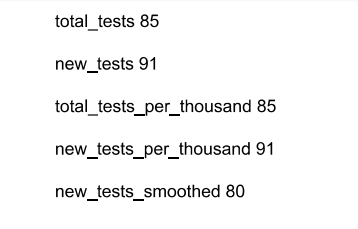 total_tests 85
new_tests 91
total_tests_per_thousand 85
new_tests_per_thousand 91
new_tests_smoothed 80